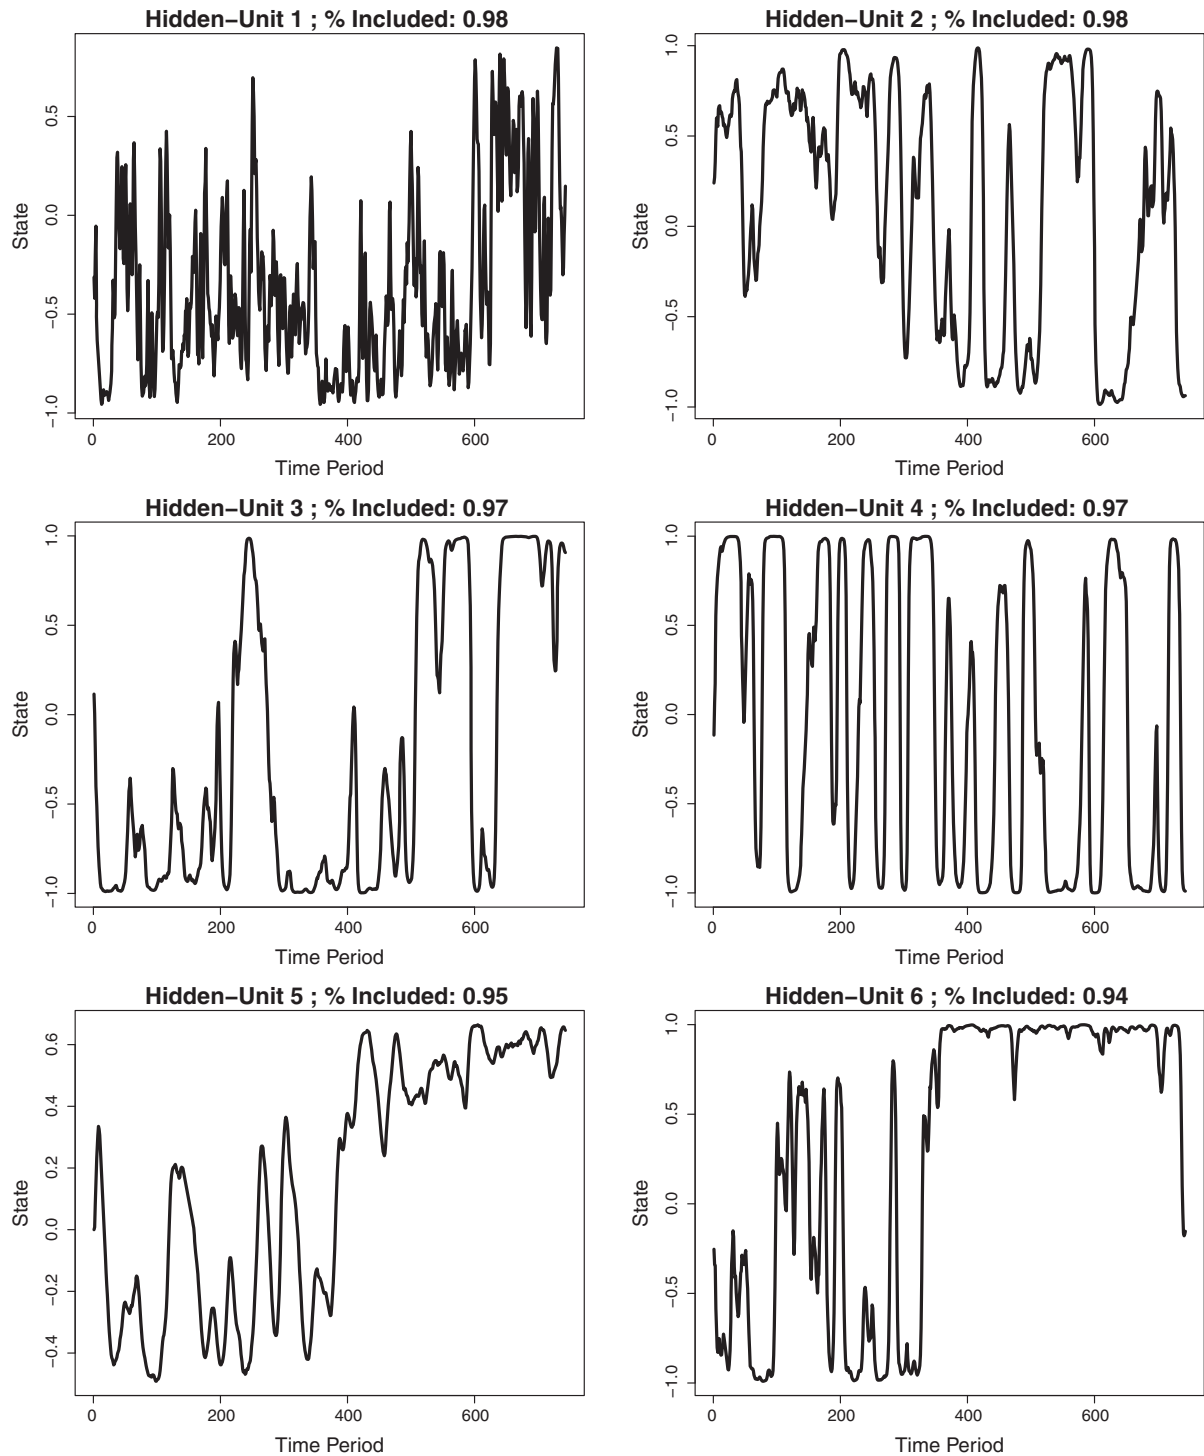 Hidden−Unit 1 ; % Included: 0.98
State
−1.0 −0.5 0.0 0.5
0 200 400 600
Time Period
Hidden−Unit 2 ; % Included: 0.98
State
−1.0 −0.5 0.0 0.5 1.0
0 200 400 600
Time Period
Hidden−Unit 3 ; % Included: 0.97
State
−1.0 −0.5 0.0 0.5 1.0
0 200 400 600
Time Period
Hidden−Unit 4 ; % Included: 0.97
State
−1.0 −0.5 0.0 0.5 1.0
0 200 400 600
Time Period
Hidden−Unit 5 ; % Included: 0.95
State
−0.4 −0.2 0.0 0.2 0.4 0.6
0 200 400 600
Time Period
Hidden−Unit 6 ; % Included: 0.94
State
−1.0 −0.5 0.0 0.5 1.0
0 200 400 600
Time Period